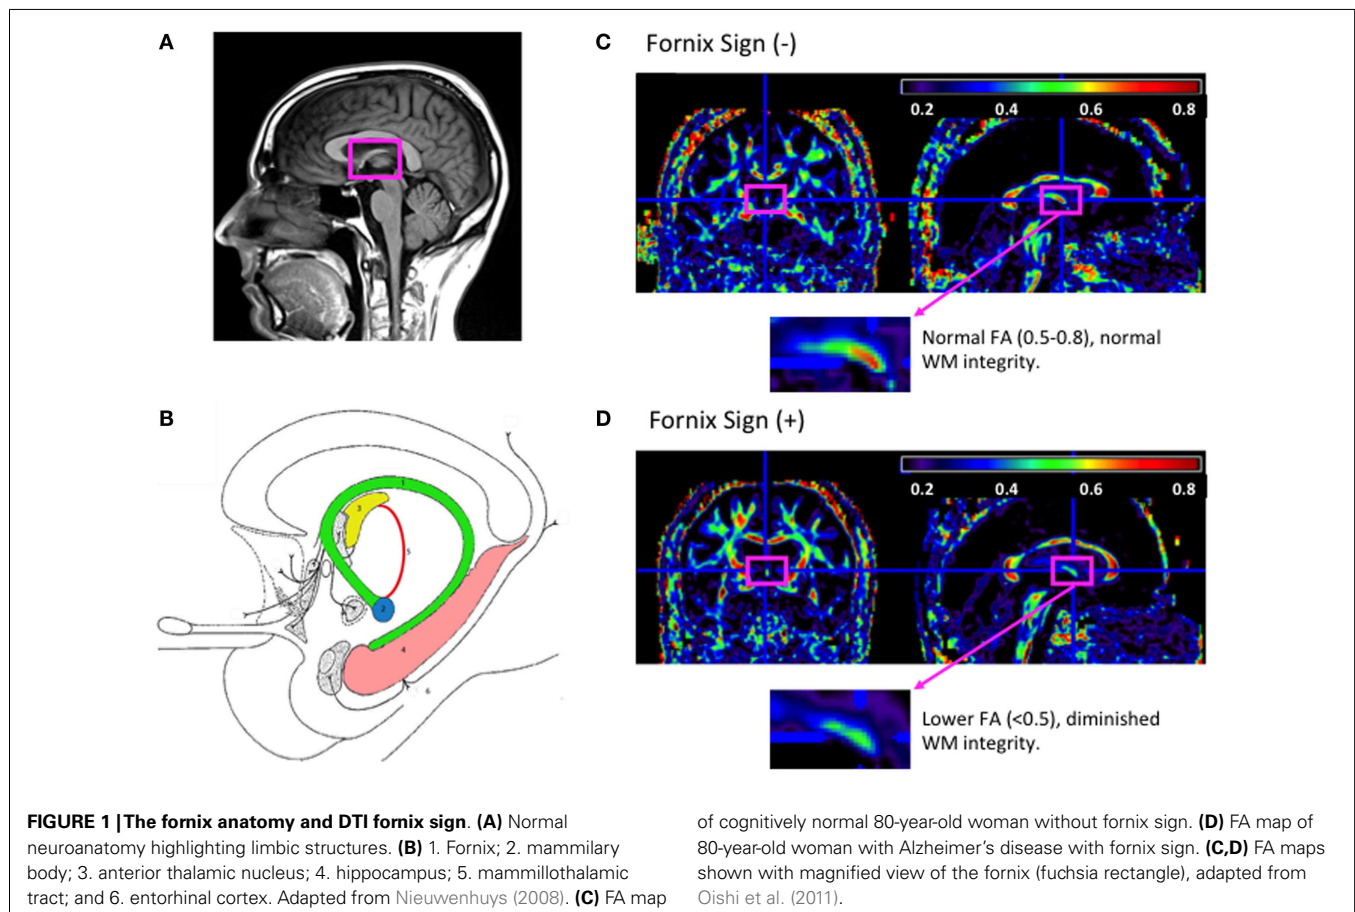 A
C
Fornix Sign (-)
0.2 0.4 0.6 0.8
Normal FA (0.5-0.8), normal
WM integrity.
B
1
3
5
2
4
6
D
Fornix Sign (+)
0.2 0.4 0.6 0.8
Lower FA (<0.5), diminished
WM integrity.
FIGURE 1 | The fornix anatomy and DTI fornix sign. (A) Normal
neuroanatomy highlighting limbic structures. (B) 1. Fornix; 2. mammilary
body; 3. anterior thalamic nucleus; 4. hippocampus; 5. mammillothalamic
tract; and 6. entorhinal cortex. Adapted from Nieuwenhuys (2008). (C) FA map
of cognitively normal 80-year-old woman without fornix sign. (D) FA map of
80-year-old woman with Alzheimer's disease with fornix sign. (C,D) FA maps
shown with magnified view of the fornix (fuchsia rectangle), adapted from
Oishi et al. (2011).